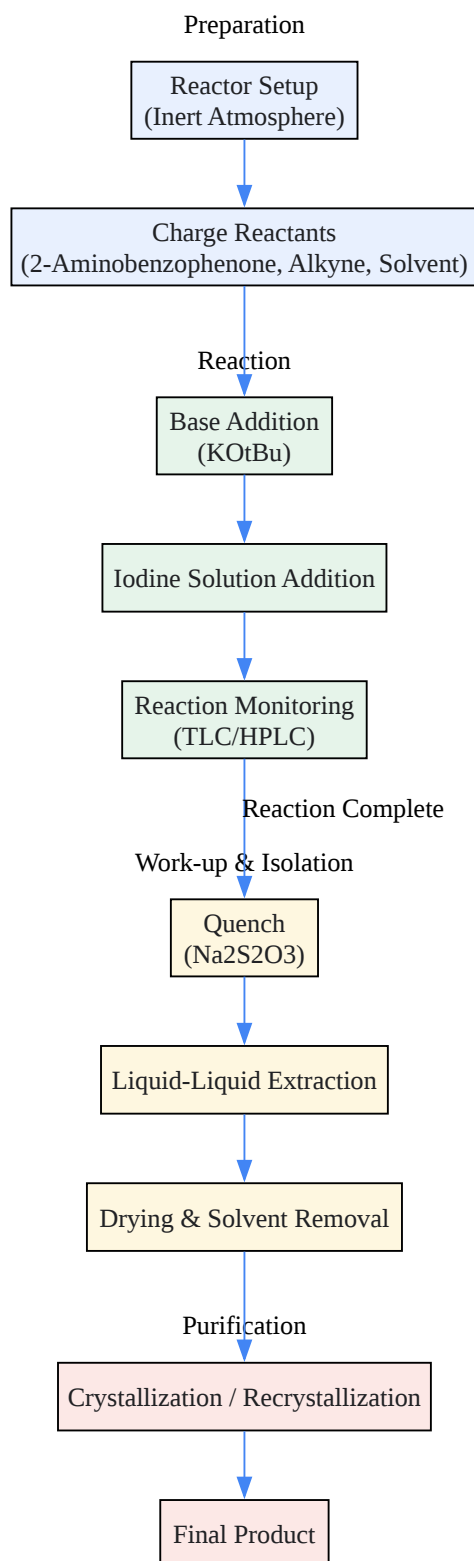 Preparation
Reactor Setup
(Inert Atmosphere)
Charge Reactants
(2-Aminobenzophenone, Alkyne, Solvent)
Reaction
Base Addition
(KOtBu)
Iodine Solution Addition
Reaction Monitoring
(TLC/HPLC)
Reaction Complete
Work-up & Isolation
Quench
(Na2S2O3)
Liquid-Liquid Extraction
Drying & Solvent Removal
Purification
Crystallization / Recrystallization
Final Product